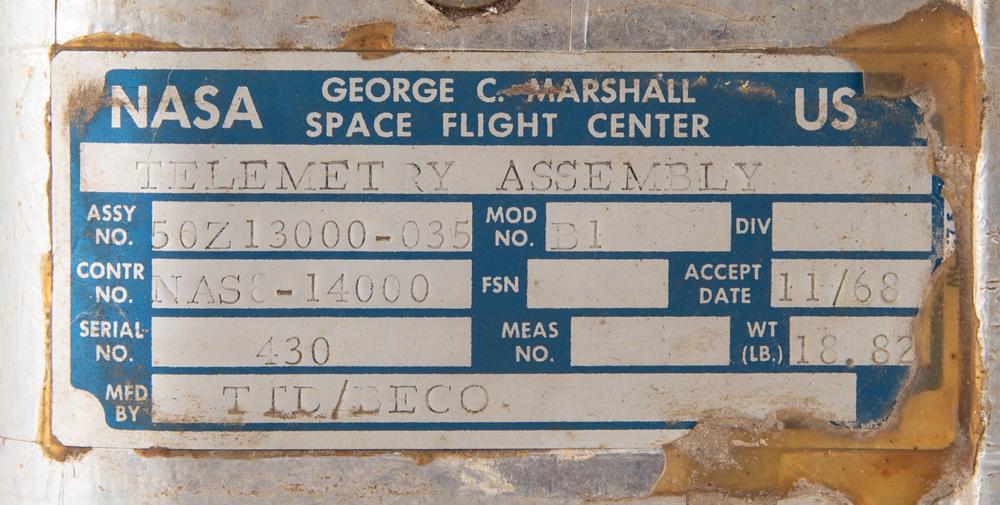 NASA GEORGE C. MARSHALL SPACE FLIGHT CENTER US
TELEMETRY ASSEMBLY
ASSY NO. 50Z13000-035 MOD NO. B1 DIV
CONTR NO. NAS8-14000 FSN ACCEPT DATE 11/68
SERIAL NO. 430 MEAS NO. WT (LB.) 18.82
MFD BY